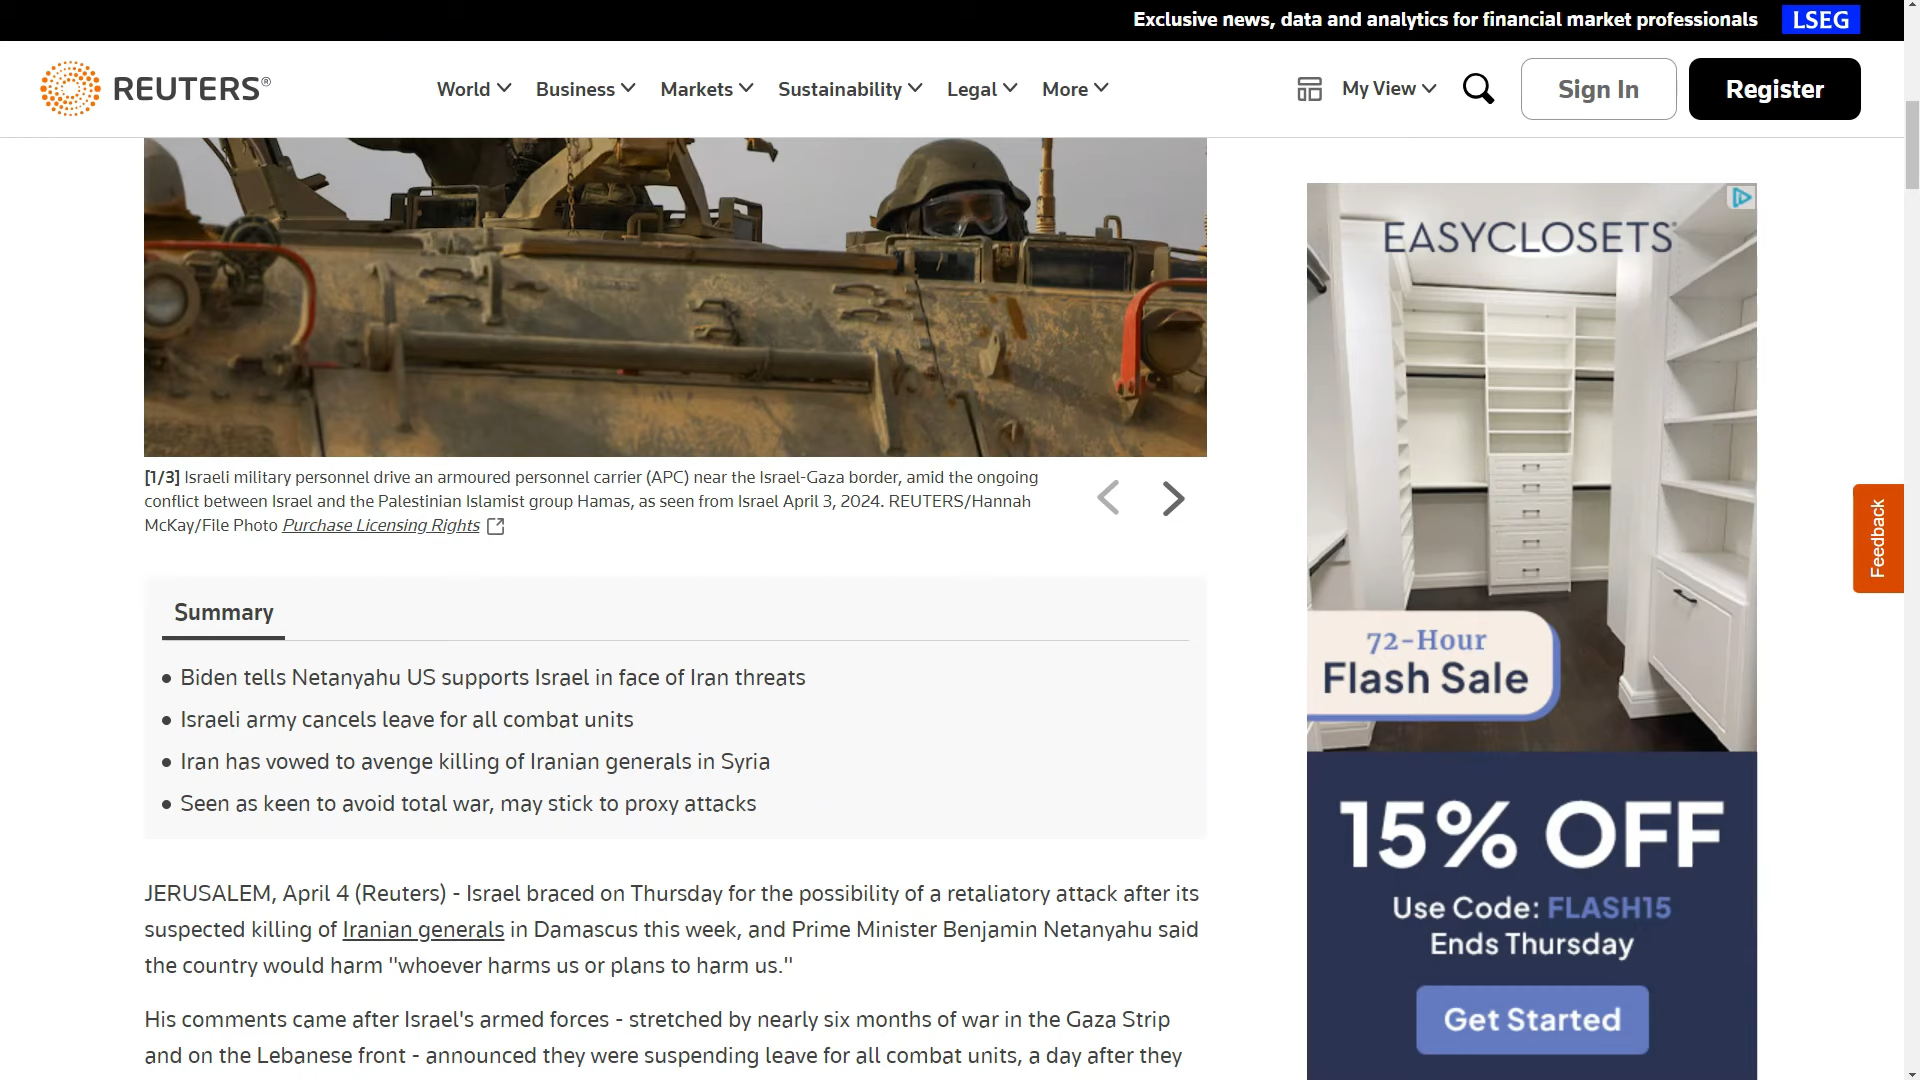 Exclusive news, data and analytics for financial market professionals LSEG
REUTERS® World Business Markets Sustainability Legal More My View Sign In Register
[1/3] Israeli military personnel drive an armoured personnel carrier (APC) near the Israel-Gaza border, amid the ongoing
conflict between Israel and the Palestinian Islamist group Hamas, as seen from Israel April 3, 2024. REUTERS/Hannah
McKay/File Photo Purchase Licensing Rights
Summary
• Biden tells Netanyahu US supports Israel in face of Iran threats
• Israeli army cancels leave for all combat units
• Iran has vowed to avenge killing of Iranian generals in Syria
• Seen as keen to avoid total war, may stick to proxy attacks
JERUSALEM, April 4 (Reuters) - Israel braced on Thursday for the possibility of a retaliatory attack after its
suspected killing of Iranian generals in Damascus this week, and Prime Minister Benjamin Netanyahu said
the country would harm "whoever harms us or plans to harm us."
His comments came after Israel's armed forces - stretched by nearly six months of war in the Gaza Strip
and on the Lebanese front - announced they were suspending leave for all combat units, a day after they
EASYCLOSETS
72-Hour
Flash Sale
15% OFF
Use Code: FLASH15
Ends Thursday
Get Started
Feedback